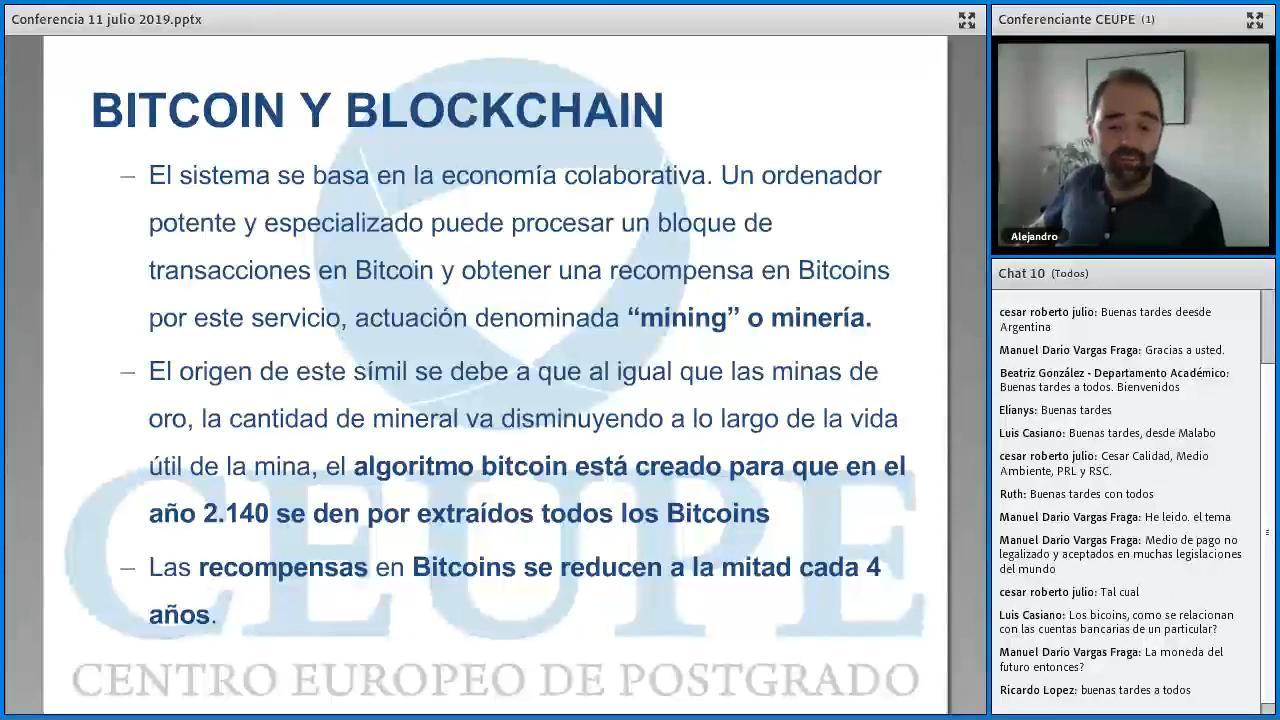 Conferencia 11 julio 2019.pptx
BITCOIN Y BLOCKCHAIN
– El sistema se basa en la economía colaborativa. Un ordenador
potente y especializado puede procesar un bloque de
transacciones en Bitcoin y obtener una recompensa en Bitcoins
por este servicio, actuación denominada “mining” o minería.
– El origen de este símil se debe a que al igual que las minas de
oro, la cantidad de mineral va disminuyendo a lo largo de la vida
útil de la mina, el algoritmo bitcoin está creado para que en el
año 2.140 se den por extraídos todos los Bitcoins
– Las recompensas en Bitcoins se reducen a la mitad cada 4
años.
CEUPE
CENTRO EUROPEO DE POSTGRADO
Conferenciante CEUPE (1)
Alejandro
Chat 10 (Todos)
cesar roberto julio: Buenas tardes deesde
Argentina
Manuel Dario Vargas Fraga: Gracias a usted.
Beatriz González - Departamento Académico:
Buenas tardes a todos. Bienvenidos
Elianys: Buenas tardes
Luis Casiano: Buenas tardes, desde Malabo
cesar roberto julio: Cesar Calidad, Medio
Ambiente, PRL y RSC.
Ruth: Buenas tardes con todos
Manuel Dario Vargas Fraga: He leido. el tema
Manuel Dario Vargas Fraga: Medio de pago no
legalizado y aceptados en muchas legislaciones
del mundo
cesar roberto julio: Tal cual
Luis Casiano: Los bicoins, como se relacionan
con las cuentas bancarias de un particular?
Manuel Dario Vargas Fraga: La moneda del
futuro entonces?
Ricardo Lopez: buenas tardes a todos